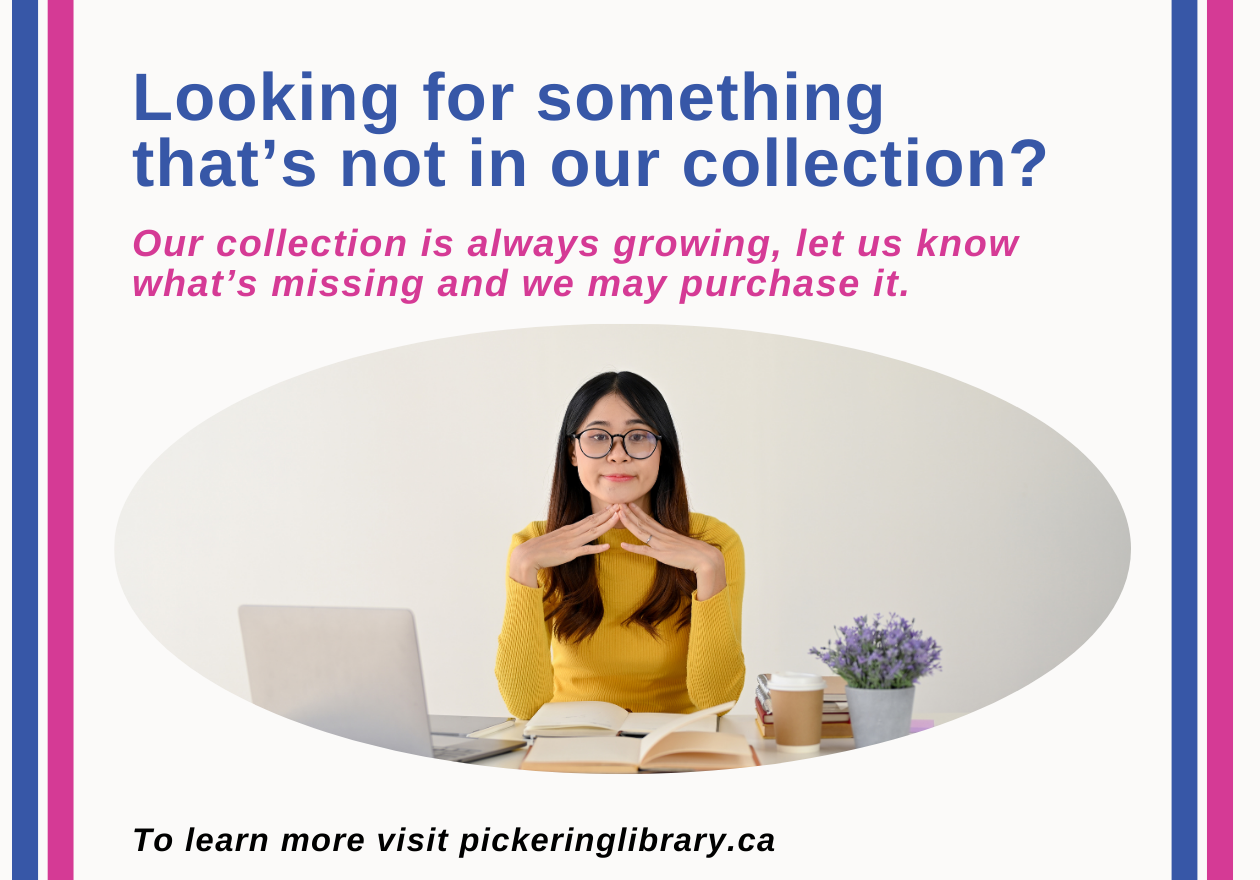 Looking for something
that’s not in our collection?
Our collection is always growing, let us know
what’s missing and we may purchase it.
To learn more visit pickeringlibrary.ca